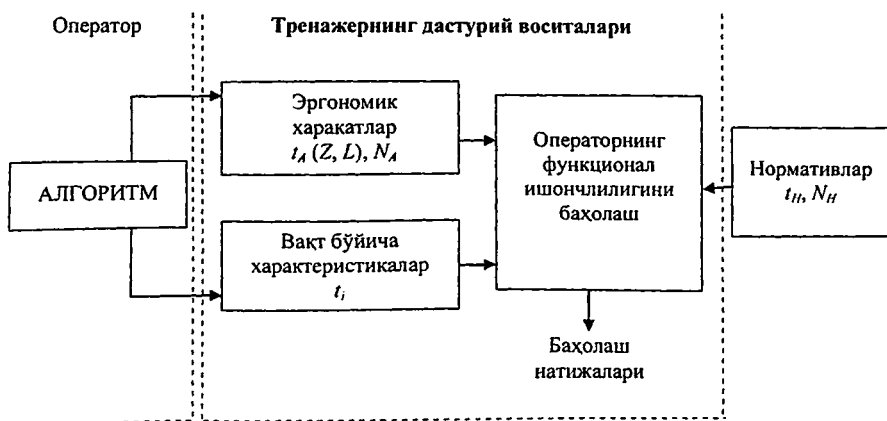 Оператор
Тренажернинг дастурий воситалари
АЛГОРИТМ
Эргономик
характлар
t_A (Z, L), N_A
Вақт бўйича
характеристикалар
t_i
Операторнинг
функционал
ишончлилигини
баҳолаш
Нормативлар
t_H, N_H
Баҳолаш
натижалари